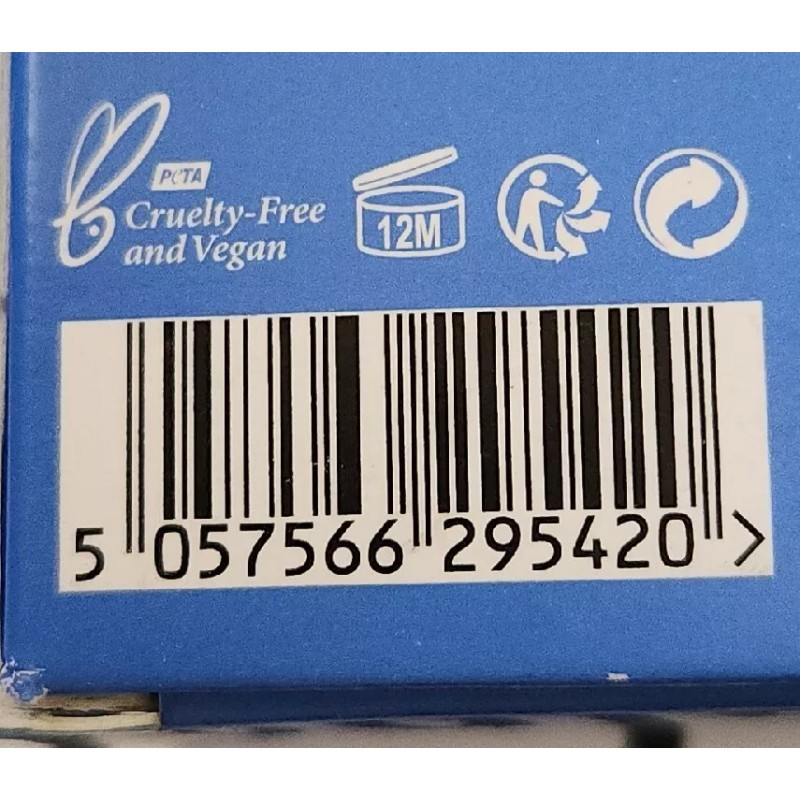 PETA
Cruelty-Free
and Vegan
12M
5 057566 295420 >